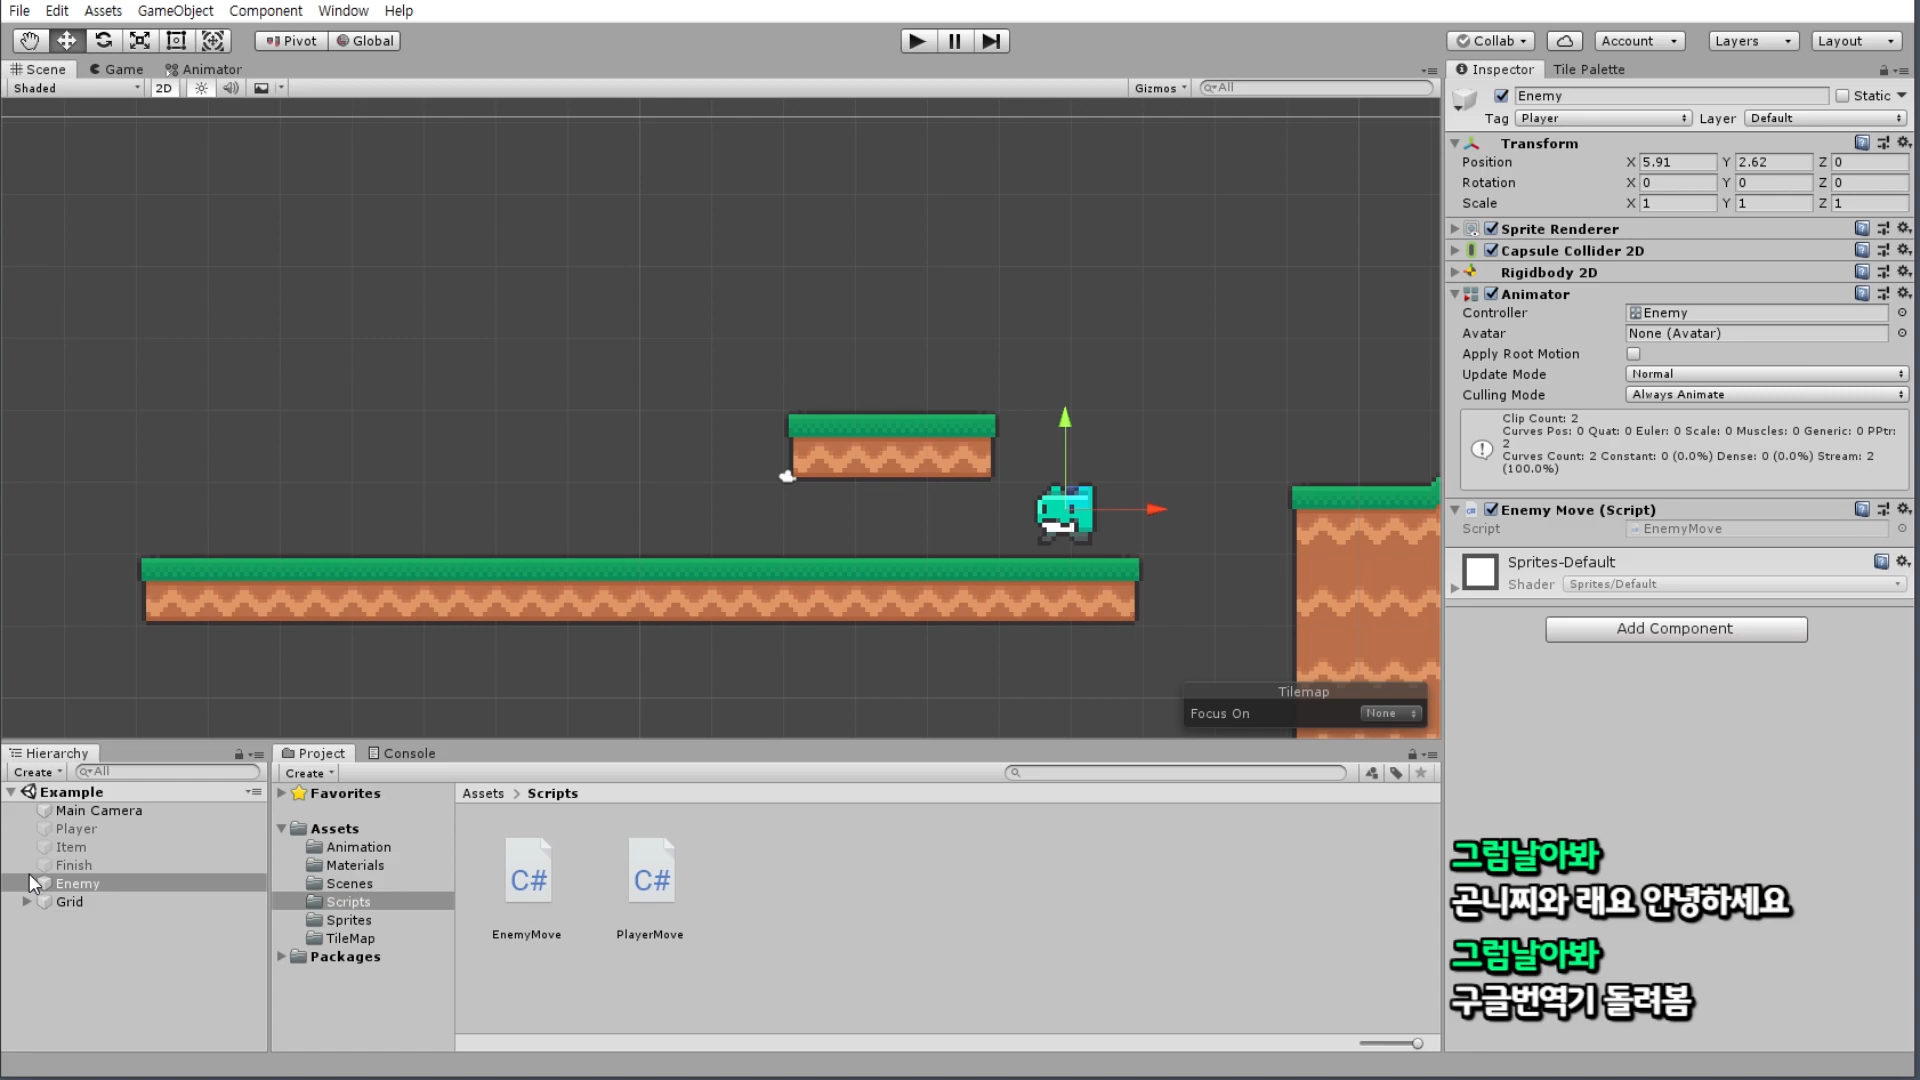 File Edit Assets GameObject Component Window Help
Pivot Global
Collab Account Layers Layout
Scene Game Animator
Shaded 2D
Gizmos All
Inspector Tile Palette
Enemy Static
Tag Player Layer Default
Transform
Position X 5.91 Y 2.62 Z 0
Rotation X 0 Y 0 Z 0
Scale X 1 Y 1 Z 1
Sprite Renderer
Capsule Collider 2D
Rigidbody 2D
Animator
Controller Enemy
Avatar None (Avatar)
Apply Root Motion
Update Mode Normal
Culling Mode Always Animate
Clip Count: 2
Curves Pos: 0 Quat: 0 Euler: 0 Scale: 0 Muscles: 0 Generic: 0 PPtr:
2
Curves Count: 2 Constant: 0 (0.0%) Dense: 0 (0.0%) Stream: 2
(100.0%)
Enemy Move (Script)
Script EnemyMove
Sprites-Default
Shader Sprites/Default
Add Component
Tilemap
Focus On None
Hierarchy
Create All
Example
Main Camera
Player
Item
Finish
Enemy
Grid
Project Console
Create
Favorites
Assets
Animation
Materials
Scenes
Scripts
Sprites
TileMap
Packages
Assets > Scripts
C# C#
EnemyMove PlayerMove
그럼날아봐
곤니찌와 래요 안녕하세요
그럼날아봐
구글번역기 돌려봄